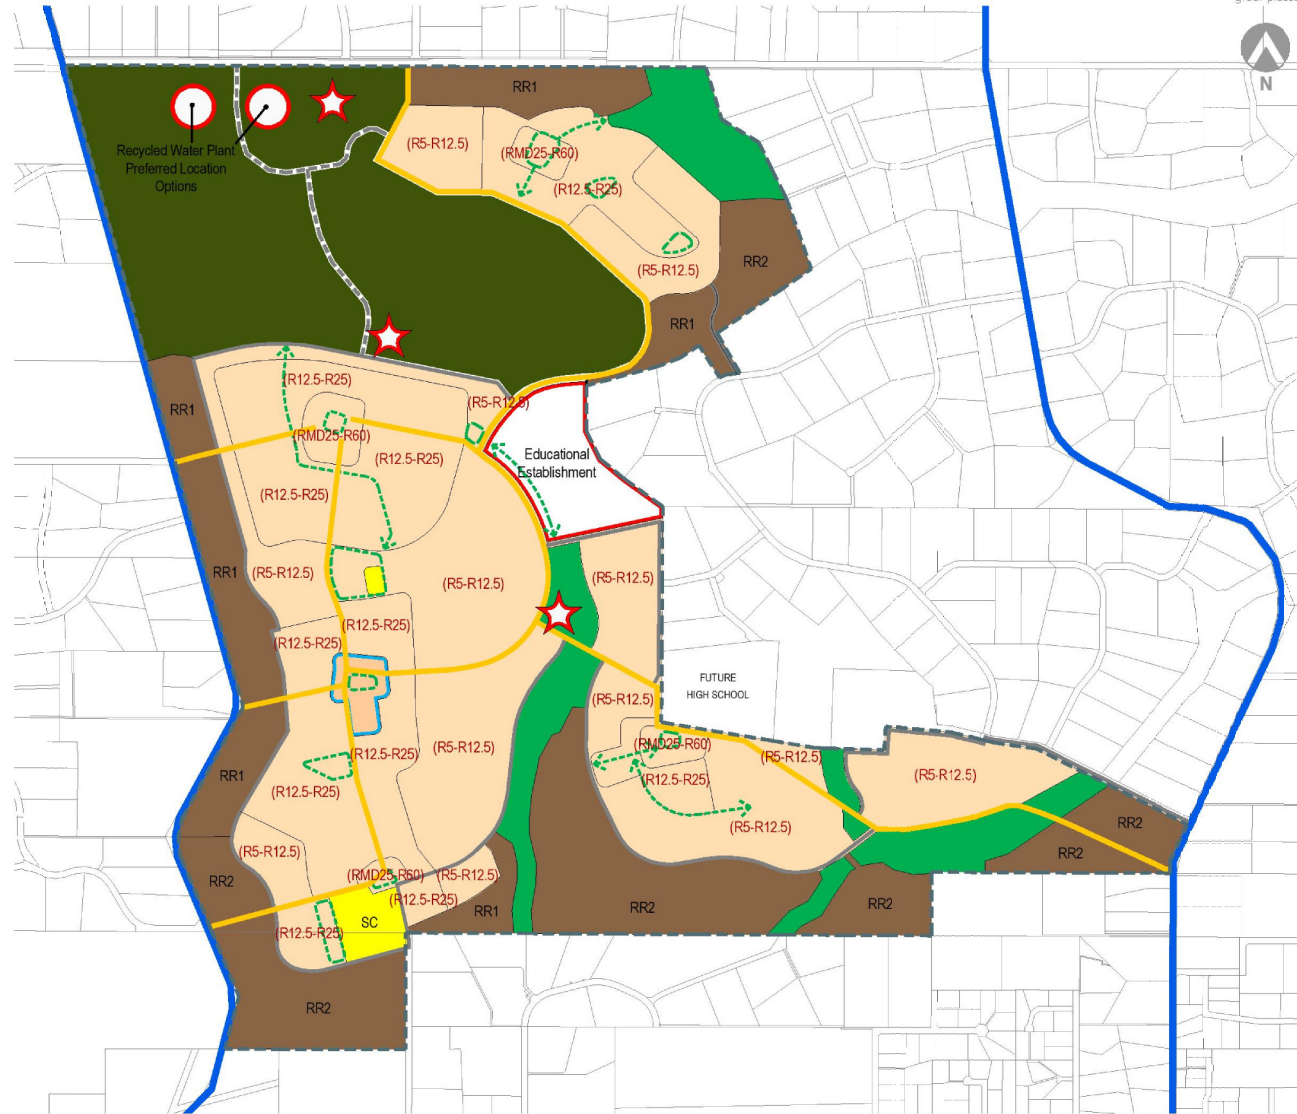 RR1
(R5-R12.5)
(RMD25-R60)
(R12.5-R25)
Recycled Water Plant
Preferred Location
Options
N
RR2
(R5-R12.5)
RR1
(R12.5-R25)
RR1
(R5-R12.5)
(RMD25-R60)
(R12.5-R25)
Educational
Establishment
(R12.5-R25)
RR1
(R5-R12.5)
(R5-R12.5)
(R5-R12.5)
(R12.5-R25)
(R12.5-R25)
FUTURE
HIGH SCHOOL
(R5-R12.5)
(R5-R12.5)
(RMD25-R60)
(R12.5-R25)
(R5-R12.5)
RR1
(R12.5-R25)
(R12.5-R25)
(R5-R12.5)
(R5-R12.5)
RR2
(R5-R12.5)
RR2
(RMD25-R60)
(R5-R12.5)
RR2
(R12.5-R25)
RR1
RR2
RR2
SC
(R12.5-R25)
RR2